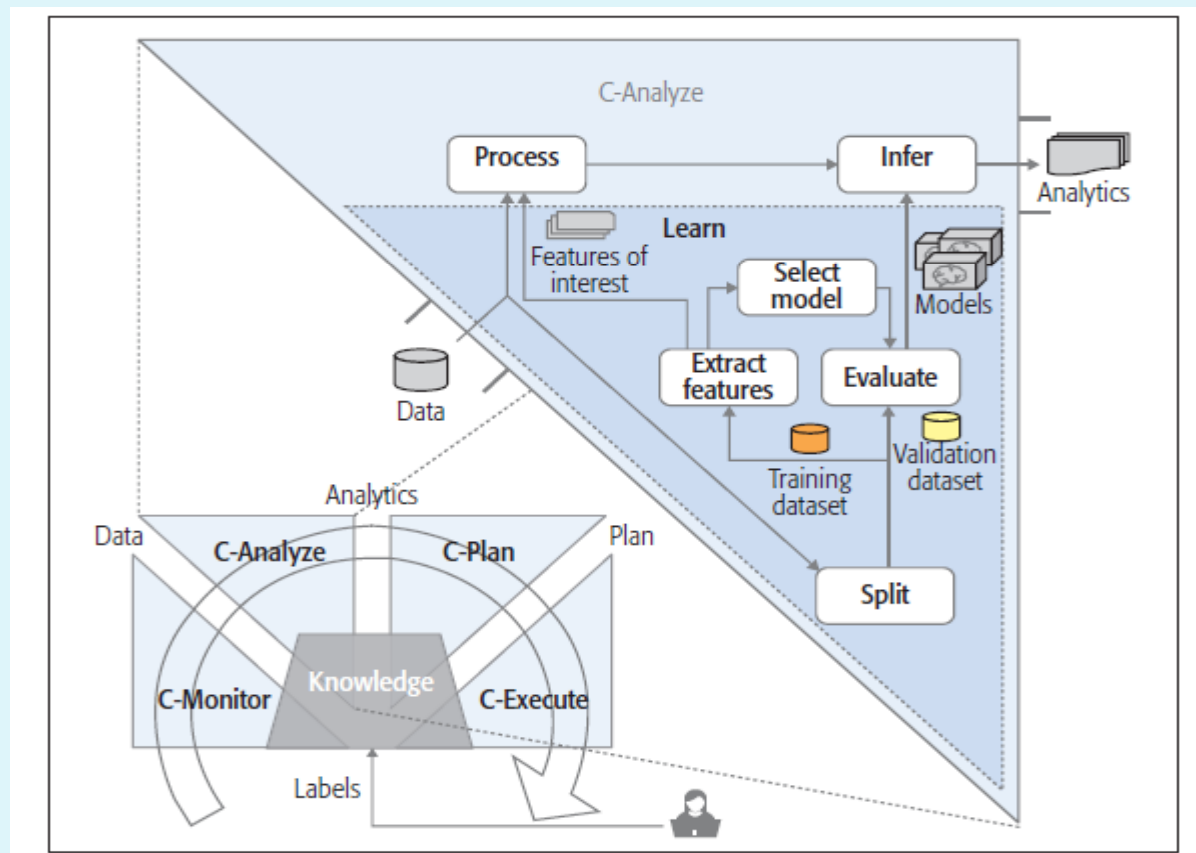 C-Analyze
Process
Infer
Analytics
Learn
Features of
interest
Select
model
Models
Extract
features
Evaluate
Data
Training
dataset
Validation
dataset
Split
Analytics
Data
C-Analyze
C-Plan
Plan
Knowledge
C-Monitor
C-Execute
Labels